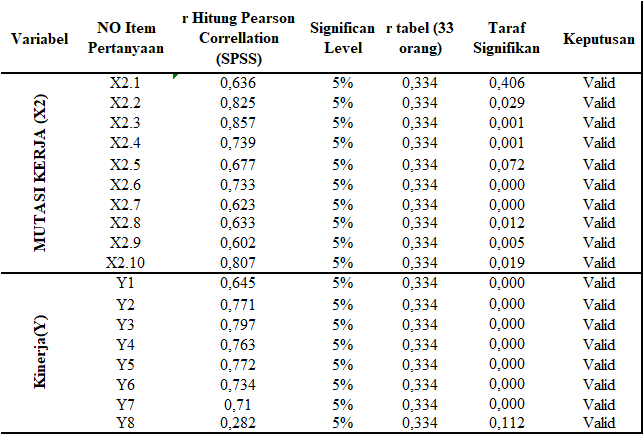 Variabel NO Item Pertanyaan r Hitung Pearson Correllation (SPSS) Significan Level r tabel (33 orang) Taraf Signifikan Keputusan
MUTASI KERJA (X2)
X2.1 0,636 5% 0,334 0,406 Valid
X2.2 0,825 5% 0,334 0,029 Valid
X2.3 0,857 5% 0,334 0,001 Valid
X2.4 0,739 5% 0,334 0,001 Valid
X2.5 0,677 5% 0,334 0,072 Valid
X2.6 0,733 5% 0,334 0,000 Valid
X2.7 0,623 5% 0,334 0,000 Valid
X2.8 0,633 5% 0,334 0,012 Valid
X2.9 0,602 5% 0,334 0,005 Valid
X2.10 0,807 5% 0,334 0,019 Valid
Kinerja(Y)
Y1 0,645 5% 0,334 0,000 Valid
Y2 0,771 5% 0,334 0,000 Valid
Y3 0,797 5% 0,334 0,000 Valid
Y4 0,763 5% 0,334 0,000 Valid
Y5 0,772 5% 0,334 0,000 Valid
Y6 0,734 5% 0,334 0,000 Valid
Y7 0,71 5% 0,334 0,000 Valid
Y8 0,282 5% 0,334 0,112 Valid